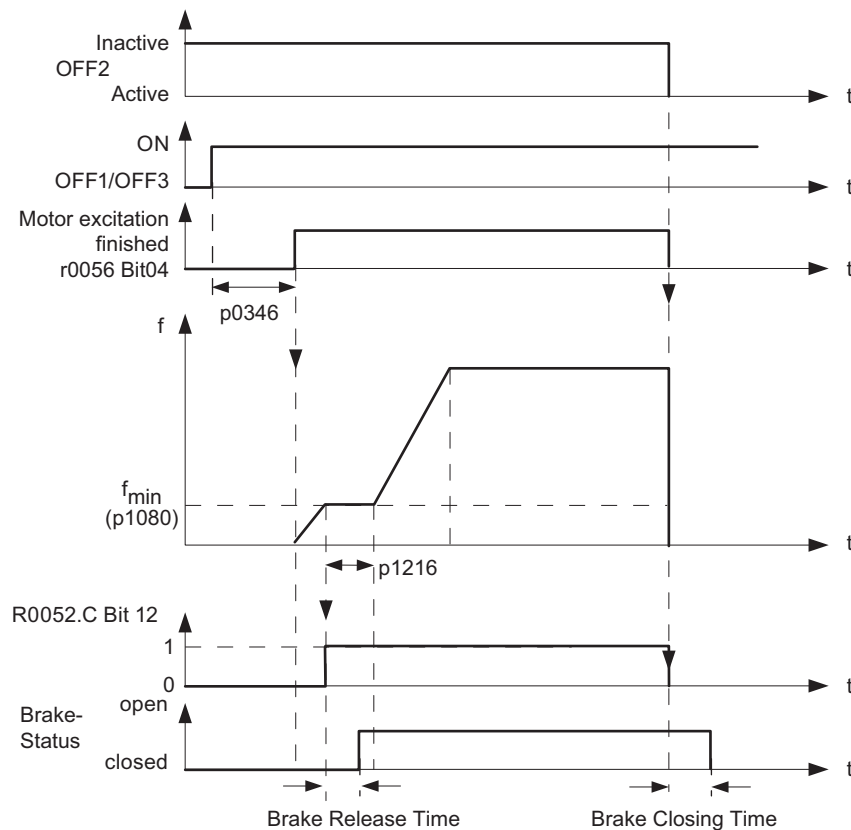 Inactive
OFF2
Active
t
ON
OFF1/OFF3
t
Motor excitation
finished
r0056 Bit04
t
p0346
f
fmin
(p1080)
t
p1216
R0052.C Bit 12
1
0
t
open
Brake-
Status
closed
t
Brake Release Time
Brake Closing Time